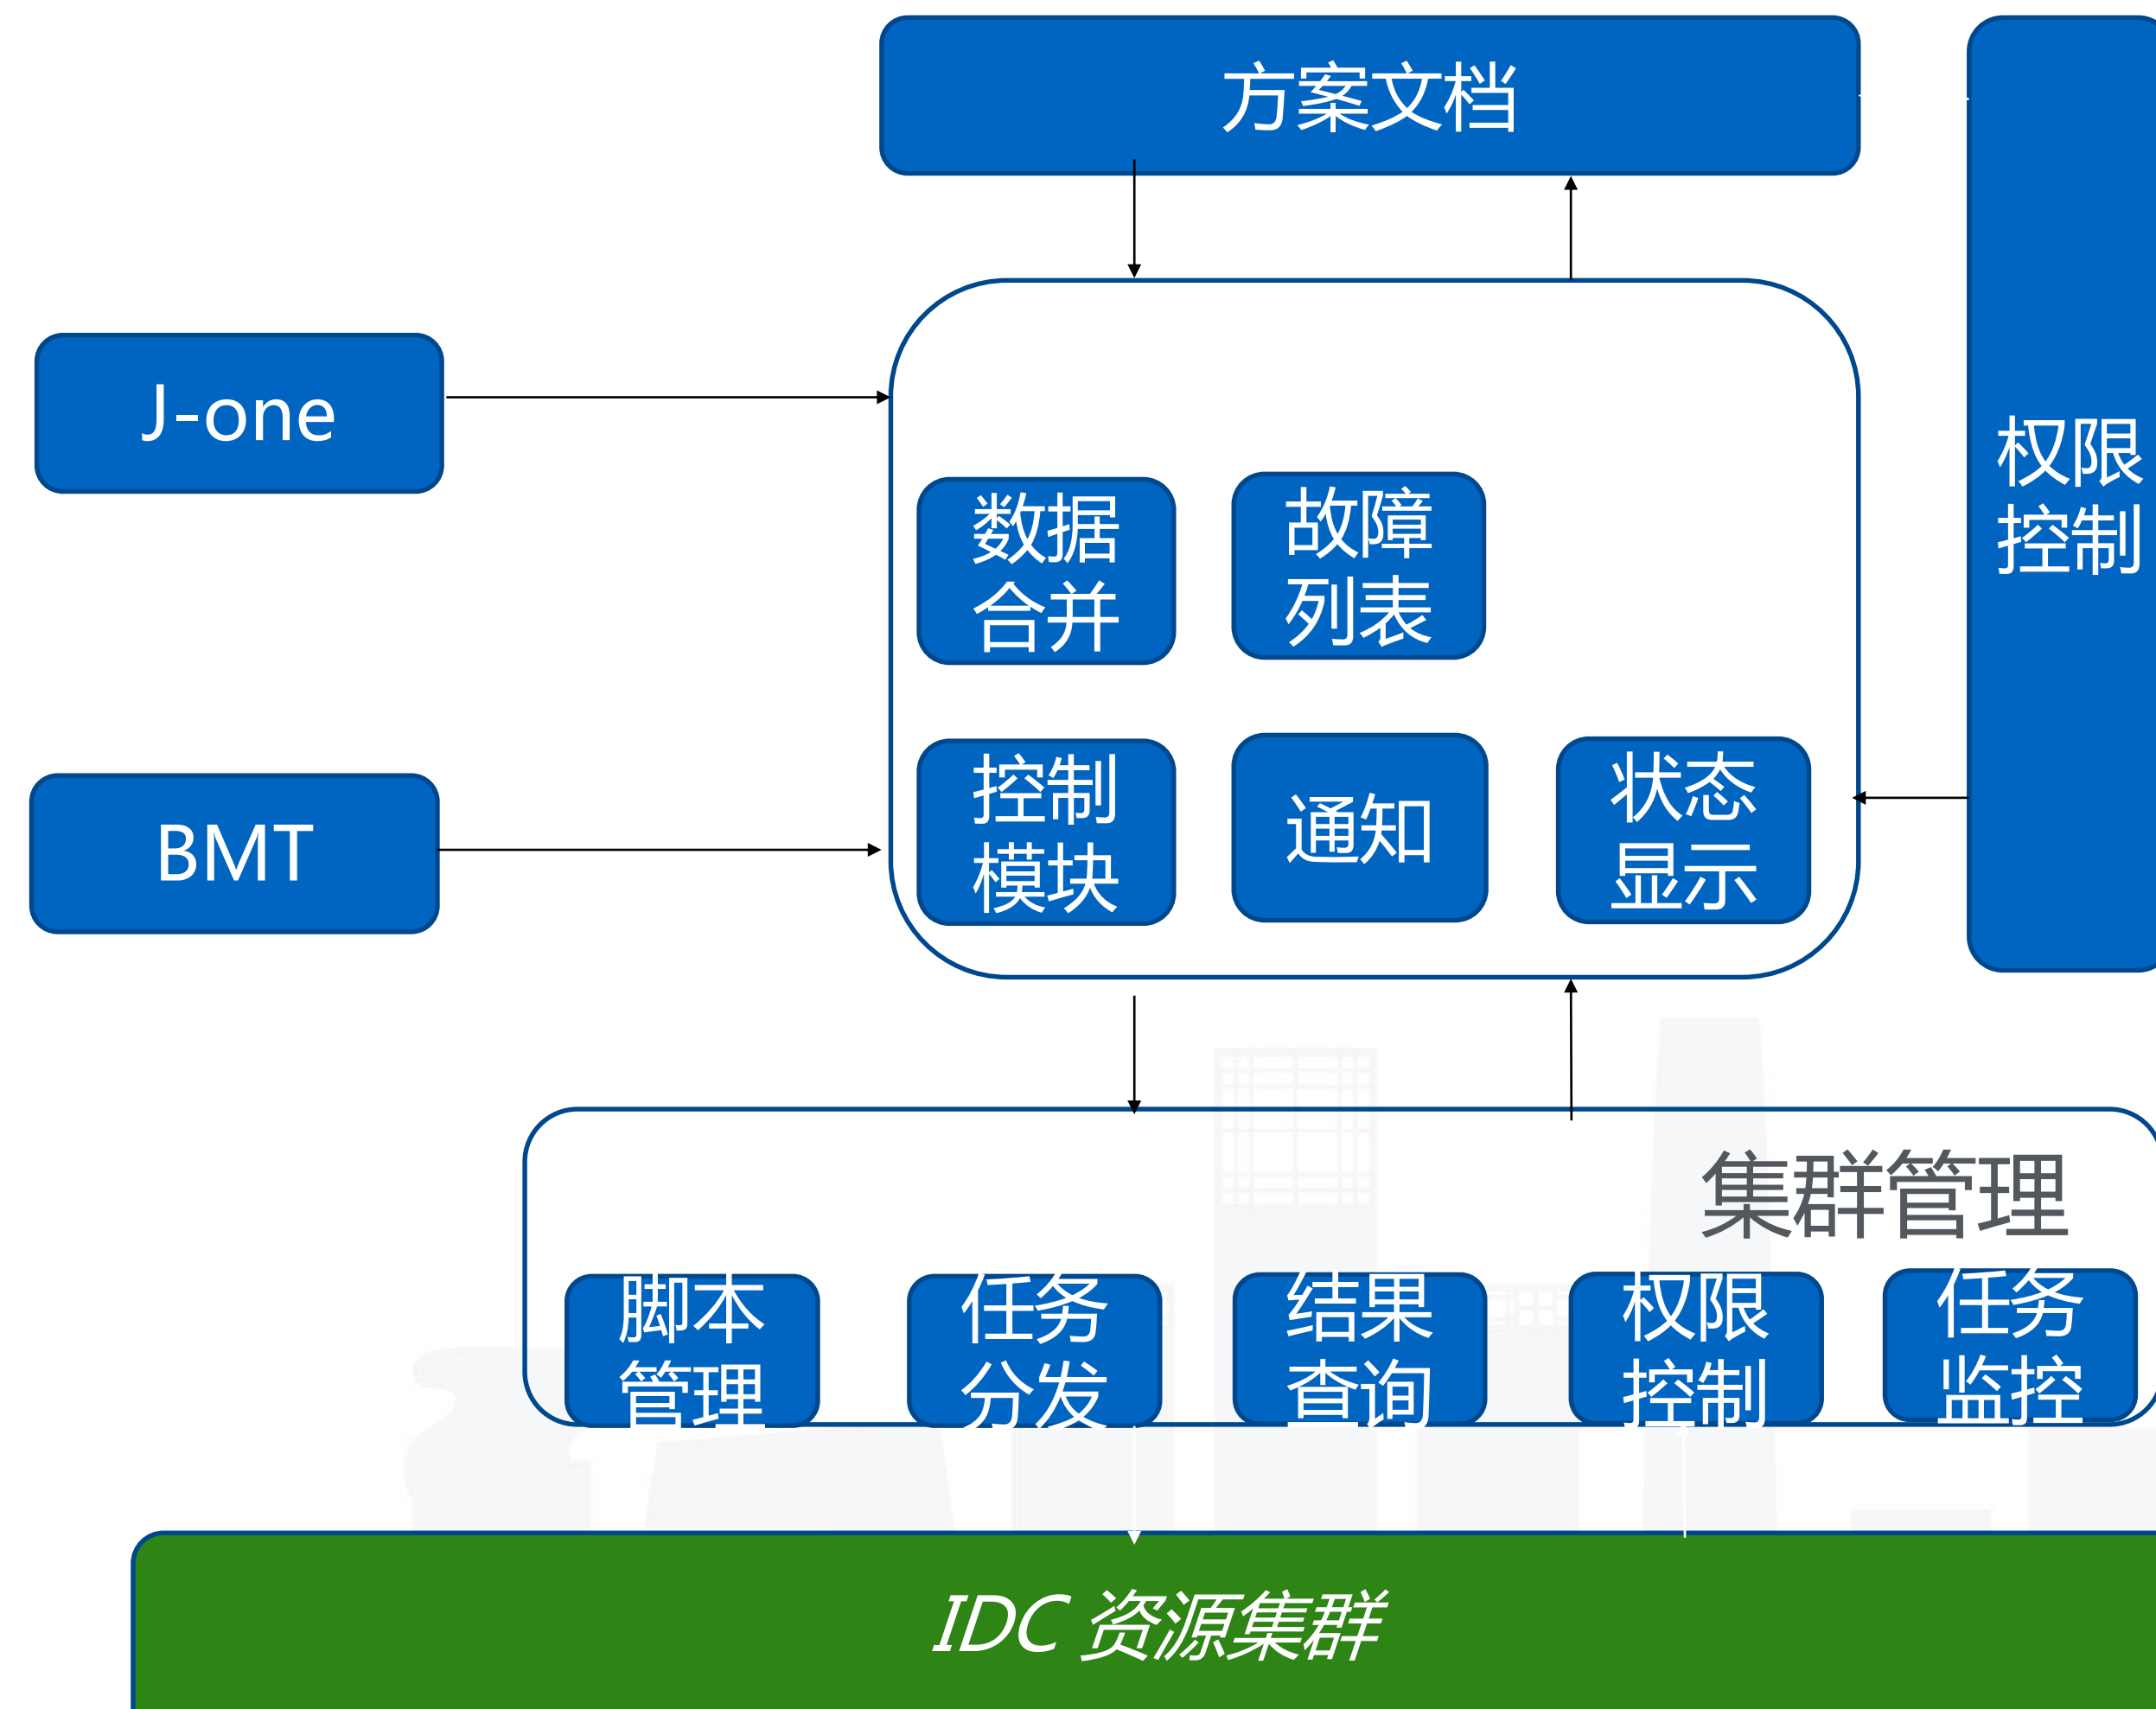 方案文档
J-one
权限
控制
数据
合并
故障
列表
BMT
控制
模块
通知
状态
显示
集群管理
脚本
管理
任务
分发
结果
查询
权限
控制
任务
监控
IDC 资源集群